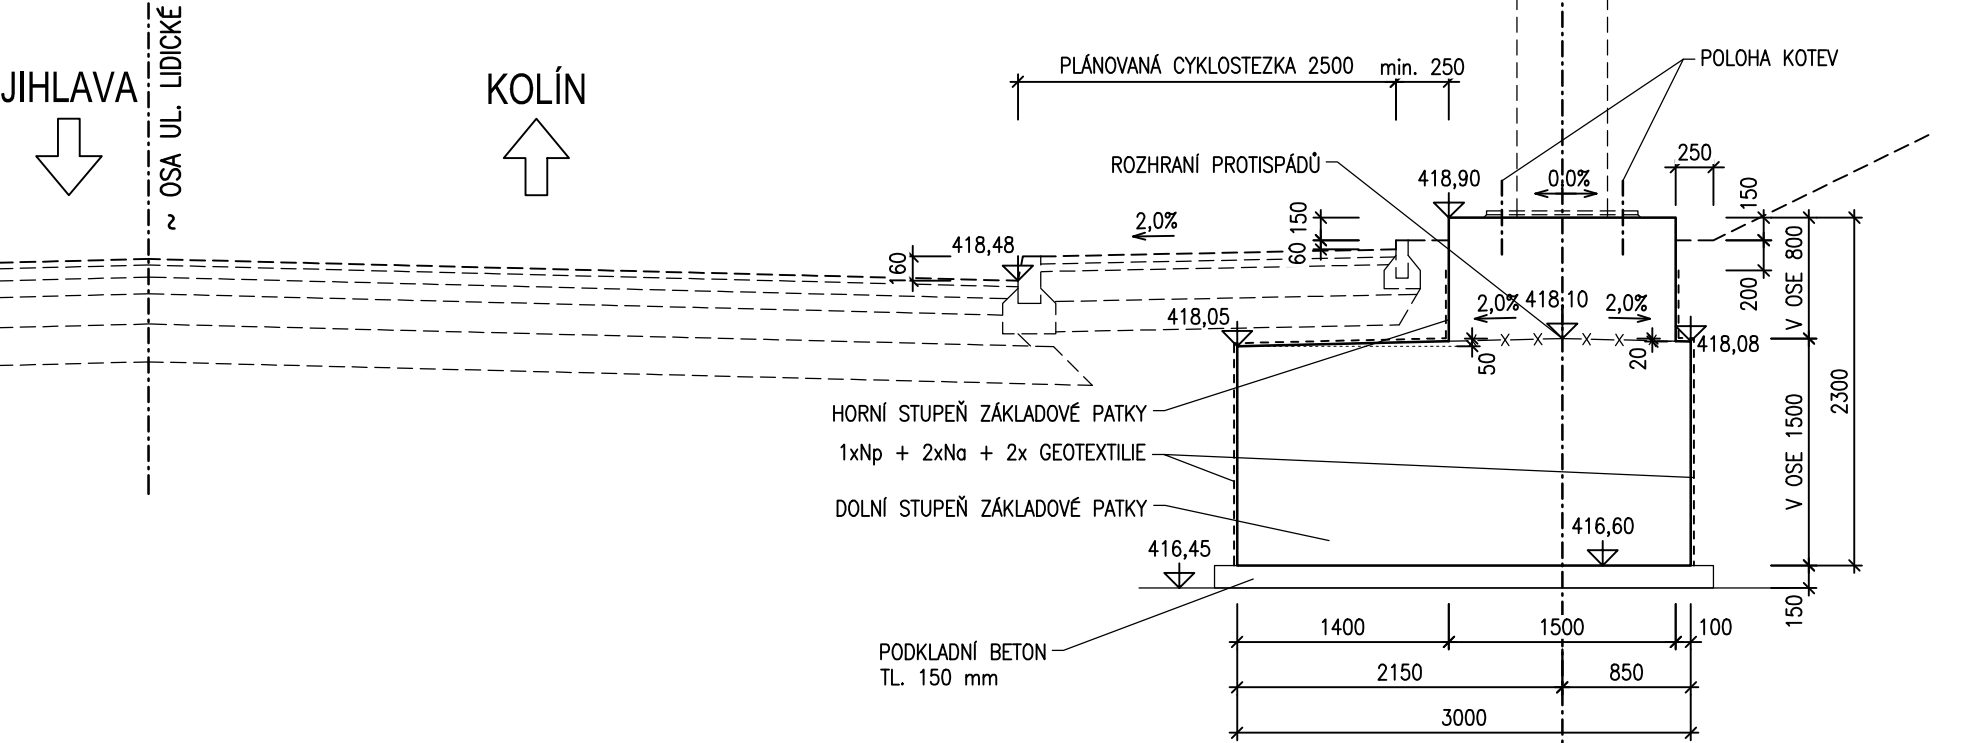 JIHLAVA
~ OSA UL. LIDICKÉ
KOLÍN
PLÁNOVANÁ CYKLOSTEZKA 2500
min. 250
POLOHA KOTEV
ROZHRANÍ PROTISPÁDŮ
418,90
0,0%
250
150
2,0%
418,48
160
150
60
200
V OSE 800
2,0%
418,10
2,0%
418,05
418,08
50
20
2300
HORNÍ STUPEŇ ZÁKLADOVÉ PATKY
1xNp + 2xNa + 2x GEOTEXTILIE
DOLNÍ STUPEŇ ZÁKLADOVÉ PATKY
V OSE 1500
416,60
416,45
150
1400
1500
100
PODKLADNÍ BETON
TL. 150 mm
2150
850
3000